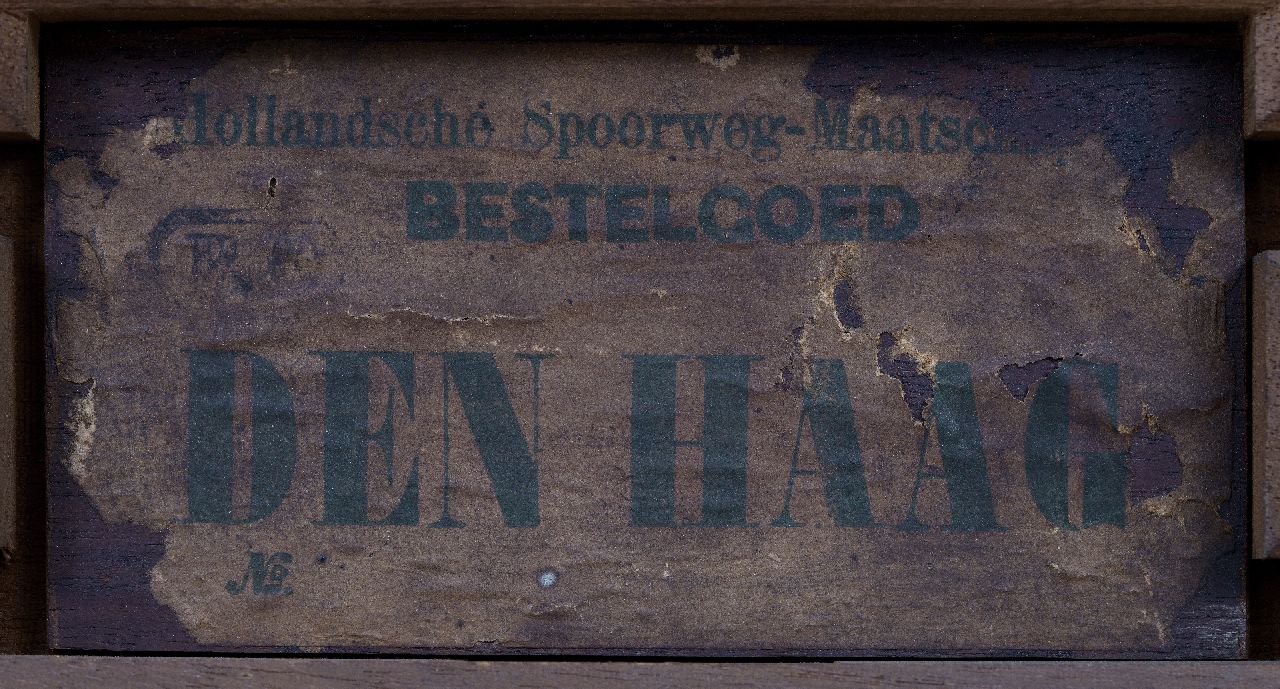 Hollandsche Spoorweg-Maatsc
BESTELGOED
DEN HAAG
No.